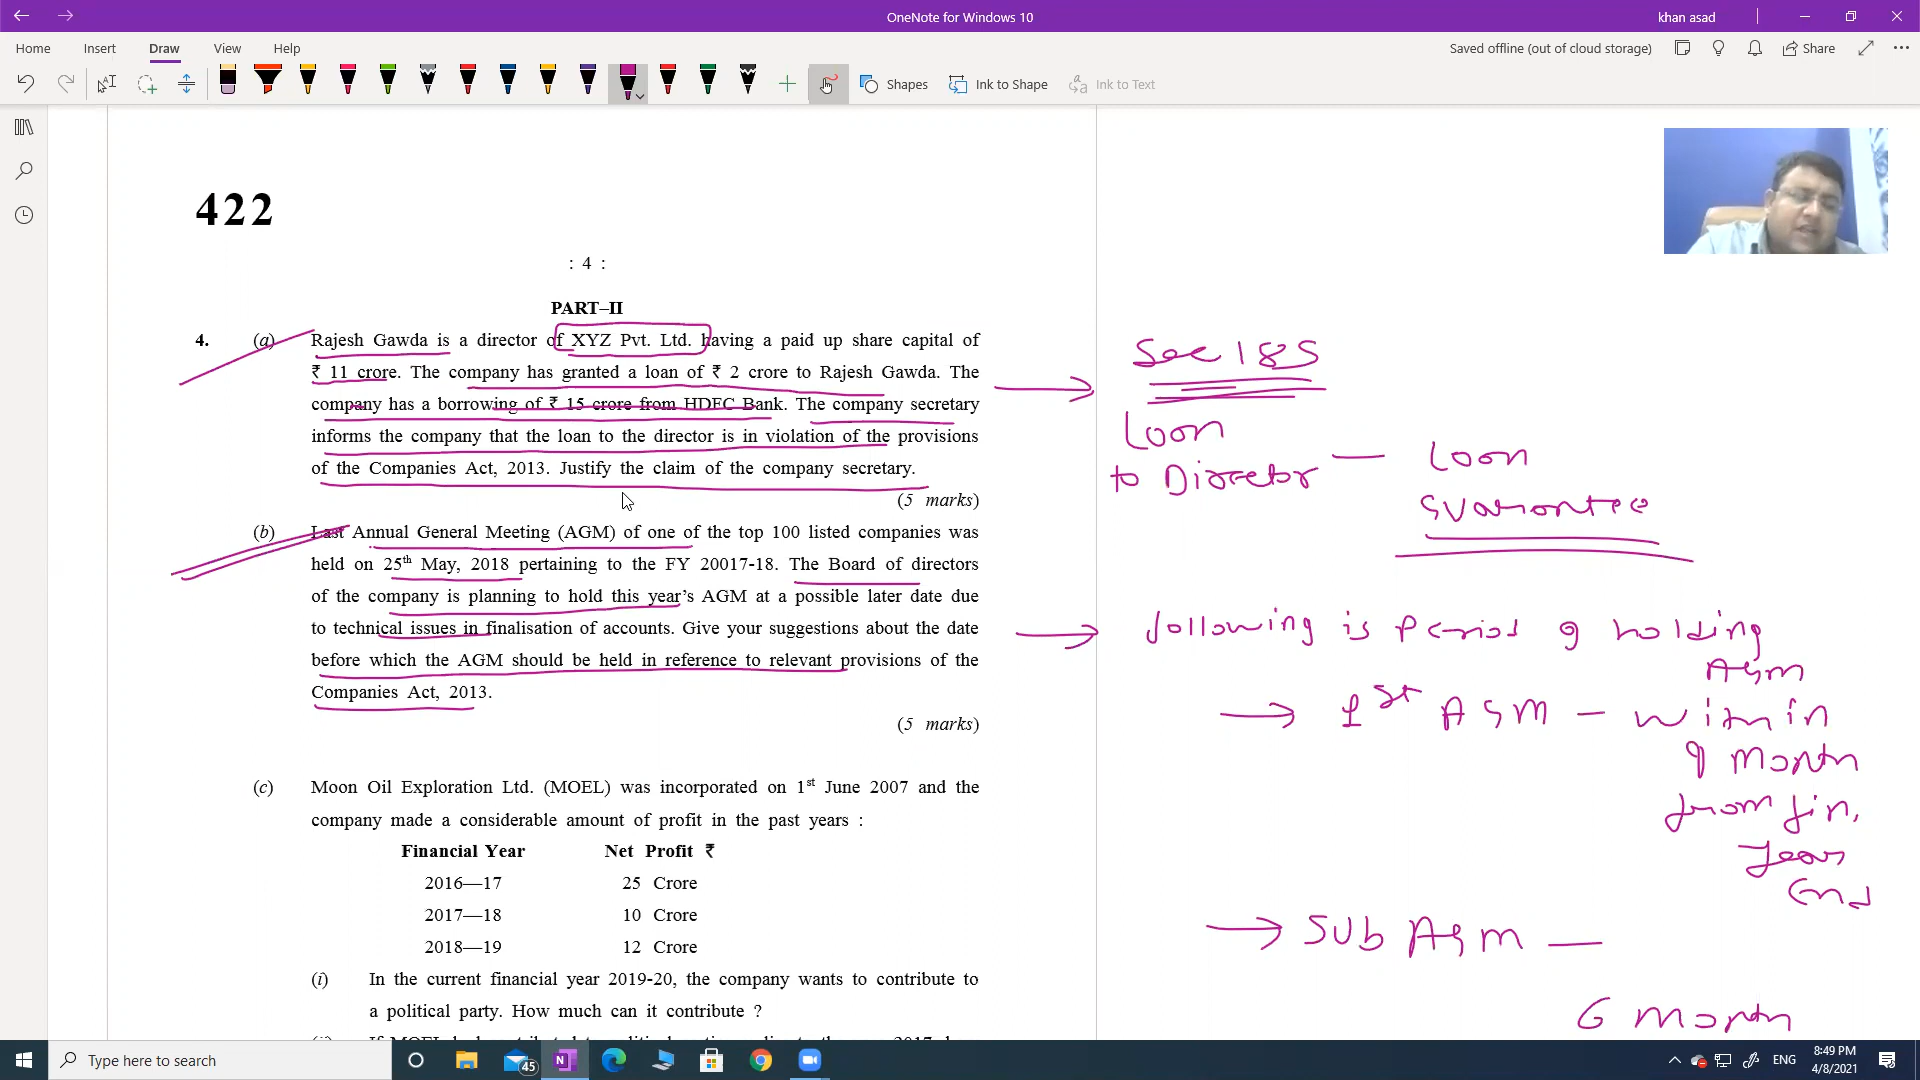 OneNote for Windows 10
khan asad
Home Insert Draw View Help
Saved offline (out of cloud storage)
Share
Shapes
Ink to Shape
Ink to Text
422
: 4 :
PART–II
4. (a) Rajesh Gawda is a director of XYZ Pvt. Ltd. having a paid up share capital of
₹ 11 crore. The company has granted a loan of ₹ 2 crore to Rajesh Gawda. The
company has a borrowing of ₹ 15 crore from HDFC Bank. The company secretary
informs the company that the loan to the director is in violation of the provisions
of the Companies Act, 2013. Justify the claim of the company secretary.
(5 marks)
(b) Last Annual General Meeting (AGM) of one of the top 100 listed companies was
held on 25th May, 2018 pertaining to the FY 20017-18. The Board of directors
of the company is planning to hold this year's AGM at a possible later date due
to technical issues in finalisation of accounts. Give your suggestions about the date
before which the AGM should be held in reference to relevant provisions of the
Companies Act, 2013.
(5 marks)
(c) Moon Oil Exploration Ltd. (MOEL) was incorporated on 1st June 2007 and the
company made a considerable amount of profit in the past years :
Financial Year Net Profit ₹
2016—17 25 Crore
2017—18 10 Crore
2018—19 12 Crore
(i) In the current financial year 2019-20, the company wants to contribute to
a political party. How much can it contribute ?
Sec 185
Loan
to Director — Loan
guarantee
following is period of holding
AGM
→ 1st AGM — within
9 month
from fin.
year
end
→ Sub AGM —
6 month
Type here to search
45
ENG
8:49 PM
4/8/2021